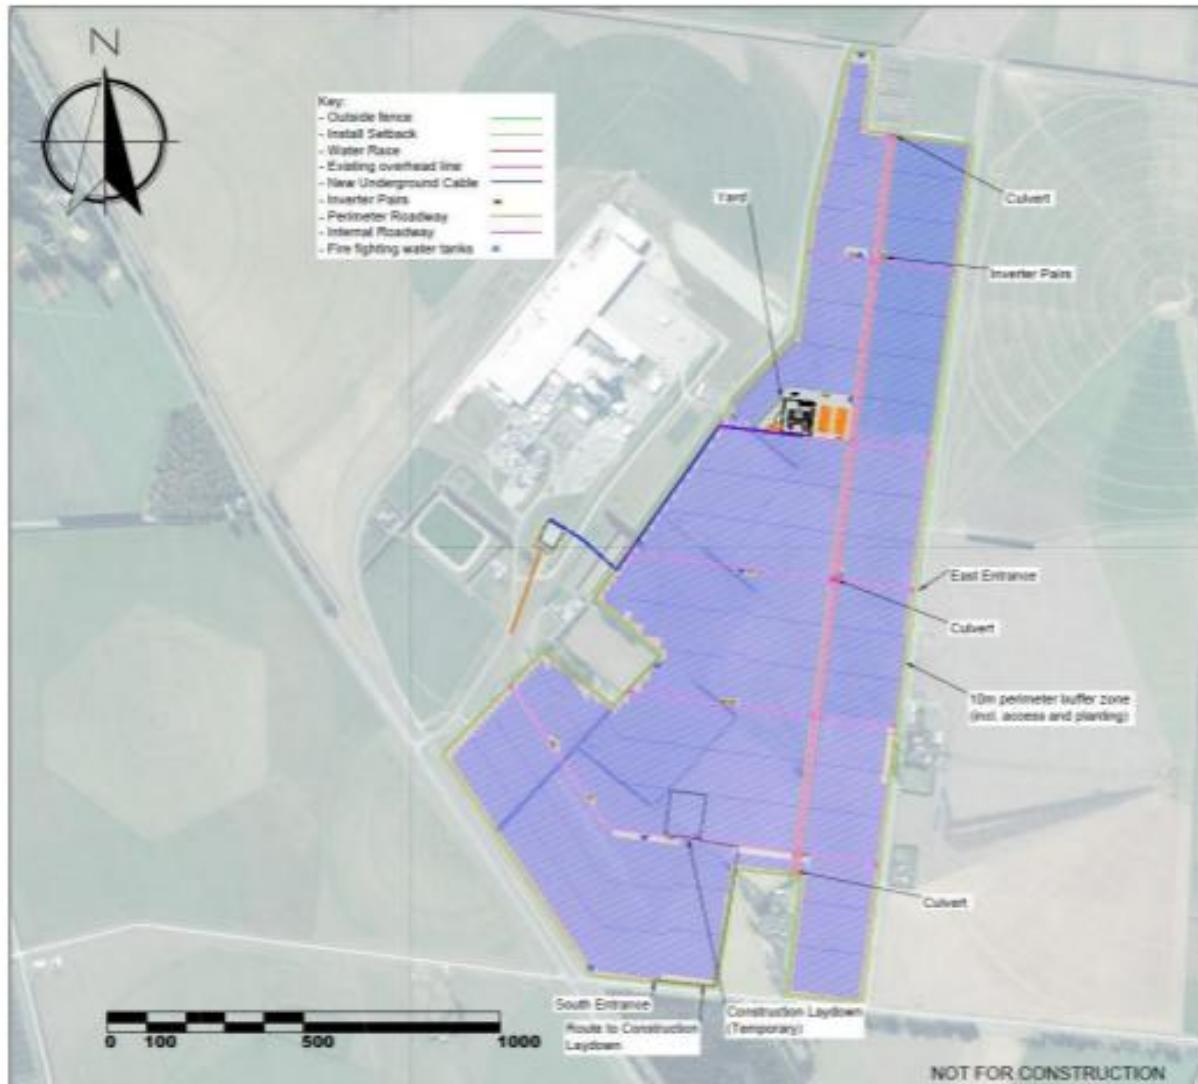 N
Key:
- Outside fence
- Install Setback
- Water Race
- Existing overhead line
- New Underground Cable
- Inverter Pairs
- Perimeter Roadway
- Internal Roadway
- Fire fighting water tanks
Yard
Culvert
Inverter Pairs
East Entrance
Culvert
10m perimeter buffer zone
(incl. access and planting)
Culvert
South Entrance
Route to Construction
Laydown
Construction Laydown
(Temporary)
0 100 500 1000
NOT FOR CONSTRUCTION